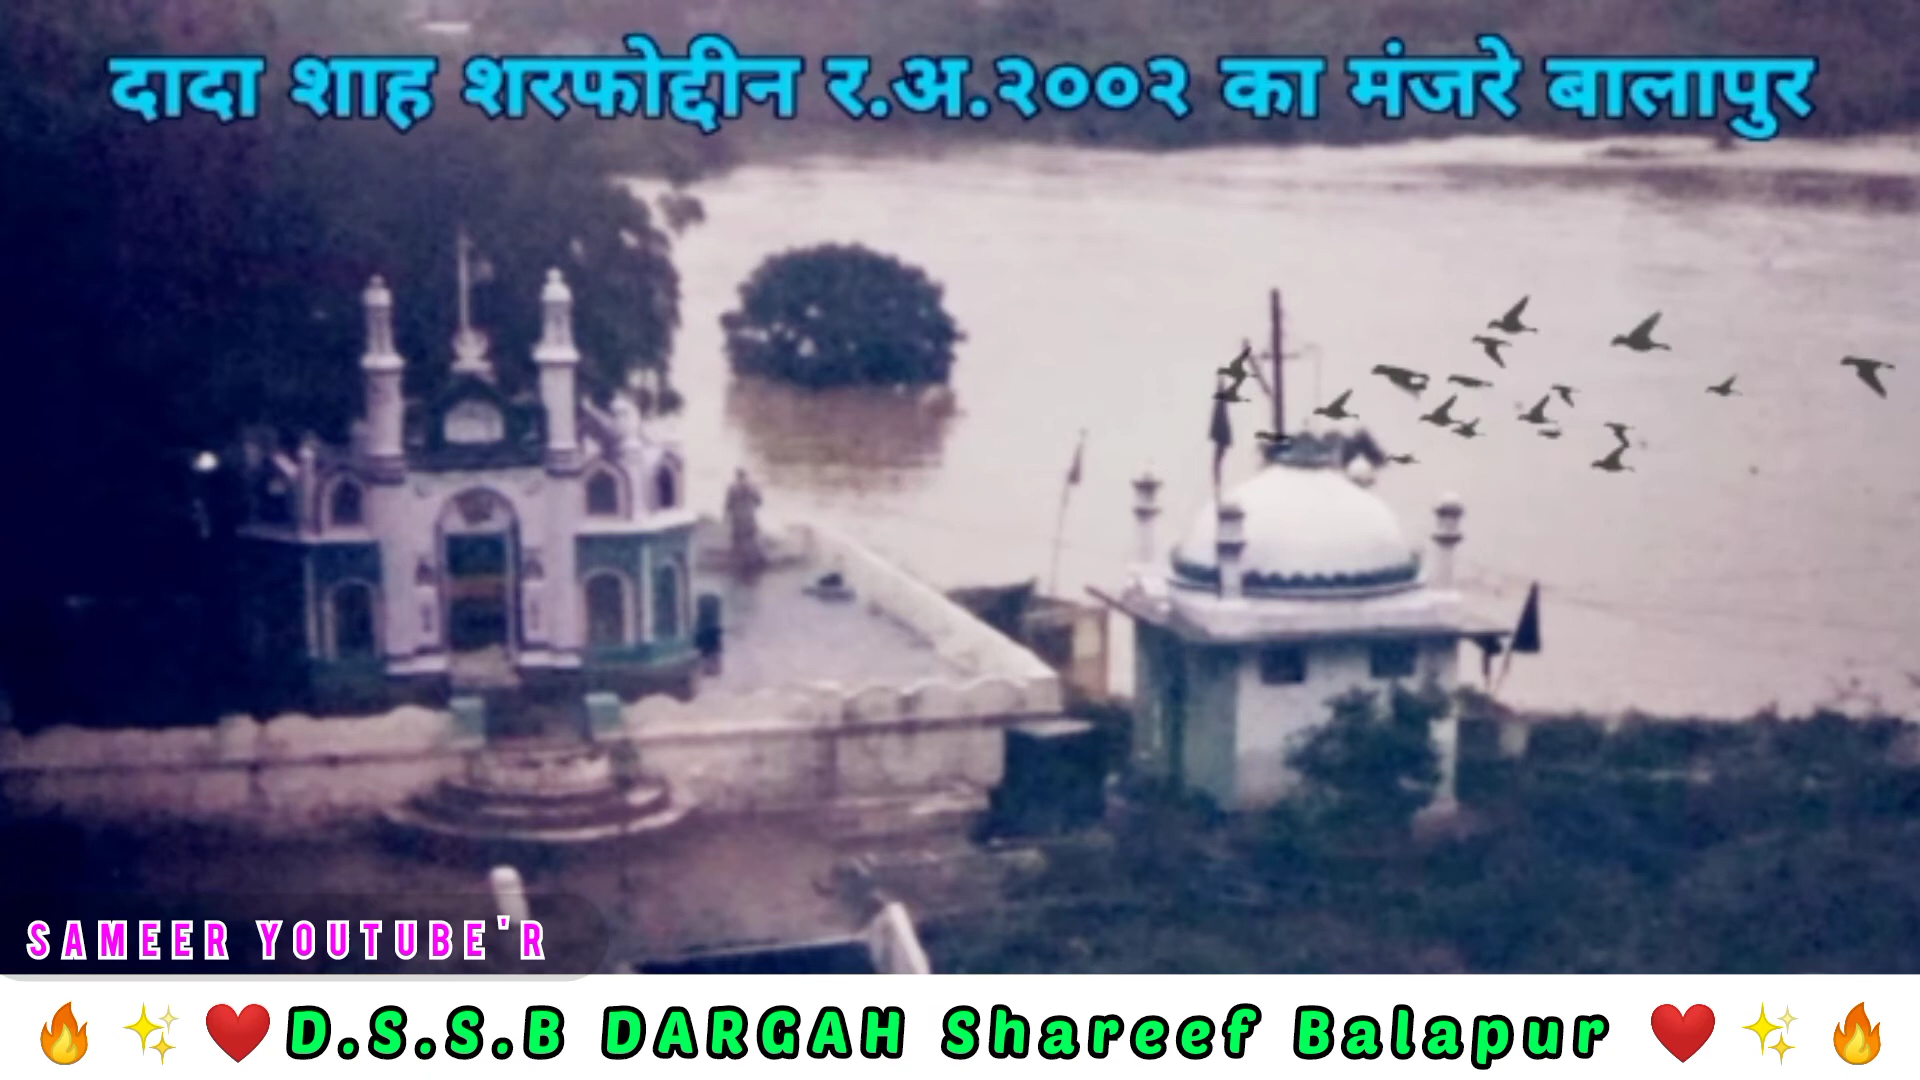 दादा शाह शरफोद्दीन र.अ.२००२ का मंजरे बालापुर
SAMEER YOUTUBE'R
🔥 ✨ ❤️D.S.S.B DARGAH Shareef Balapur ❤️ ✨ 🔥